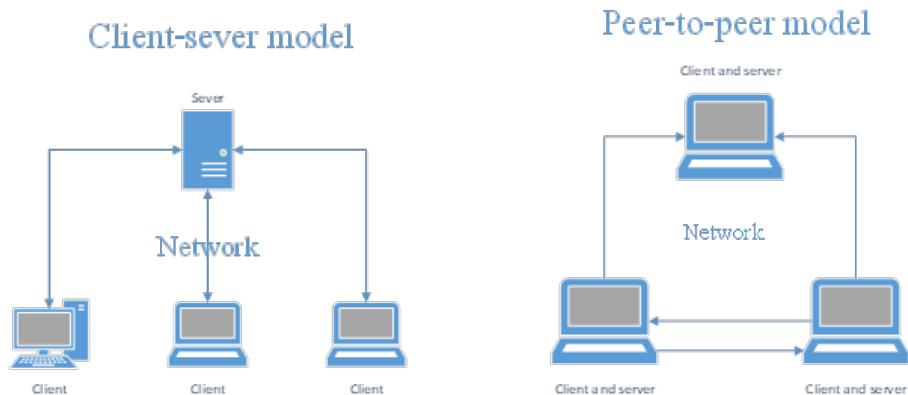 Client-sever model
Sever
Network
Client
Client
Client
Peer-to-peer model
Client and server
Network
Client and server
Client and server